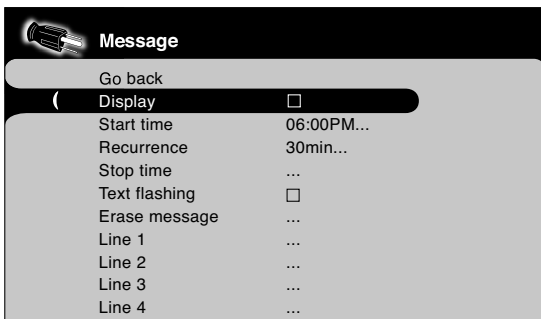 Message
Go back
Display □
Start time 06:00PM...
Recurrence 30min...
Stop time ...
Text flashing □
Erase message ...
Line 1 ...
Line 2 ...
Line 3 ...
Line 4 ...